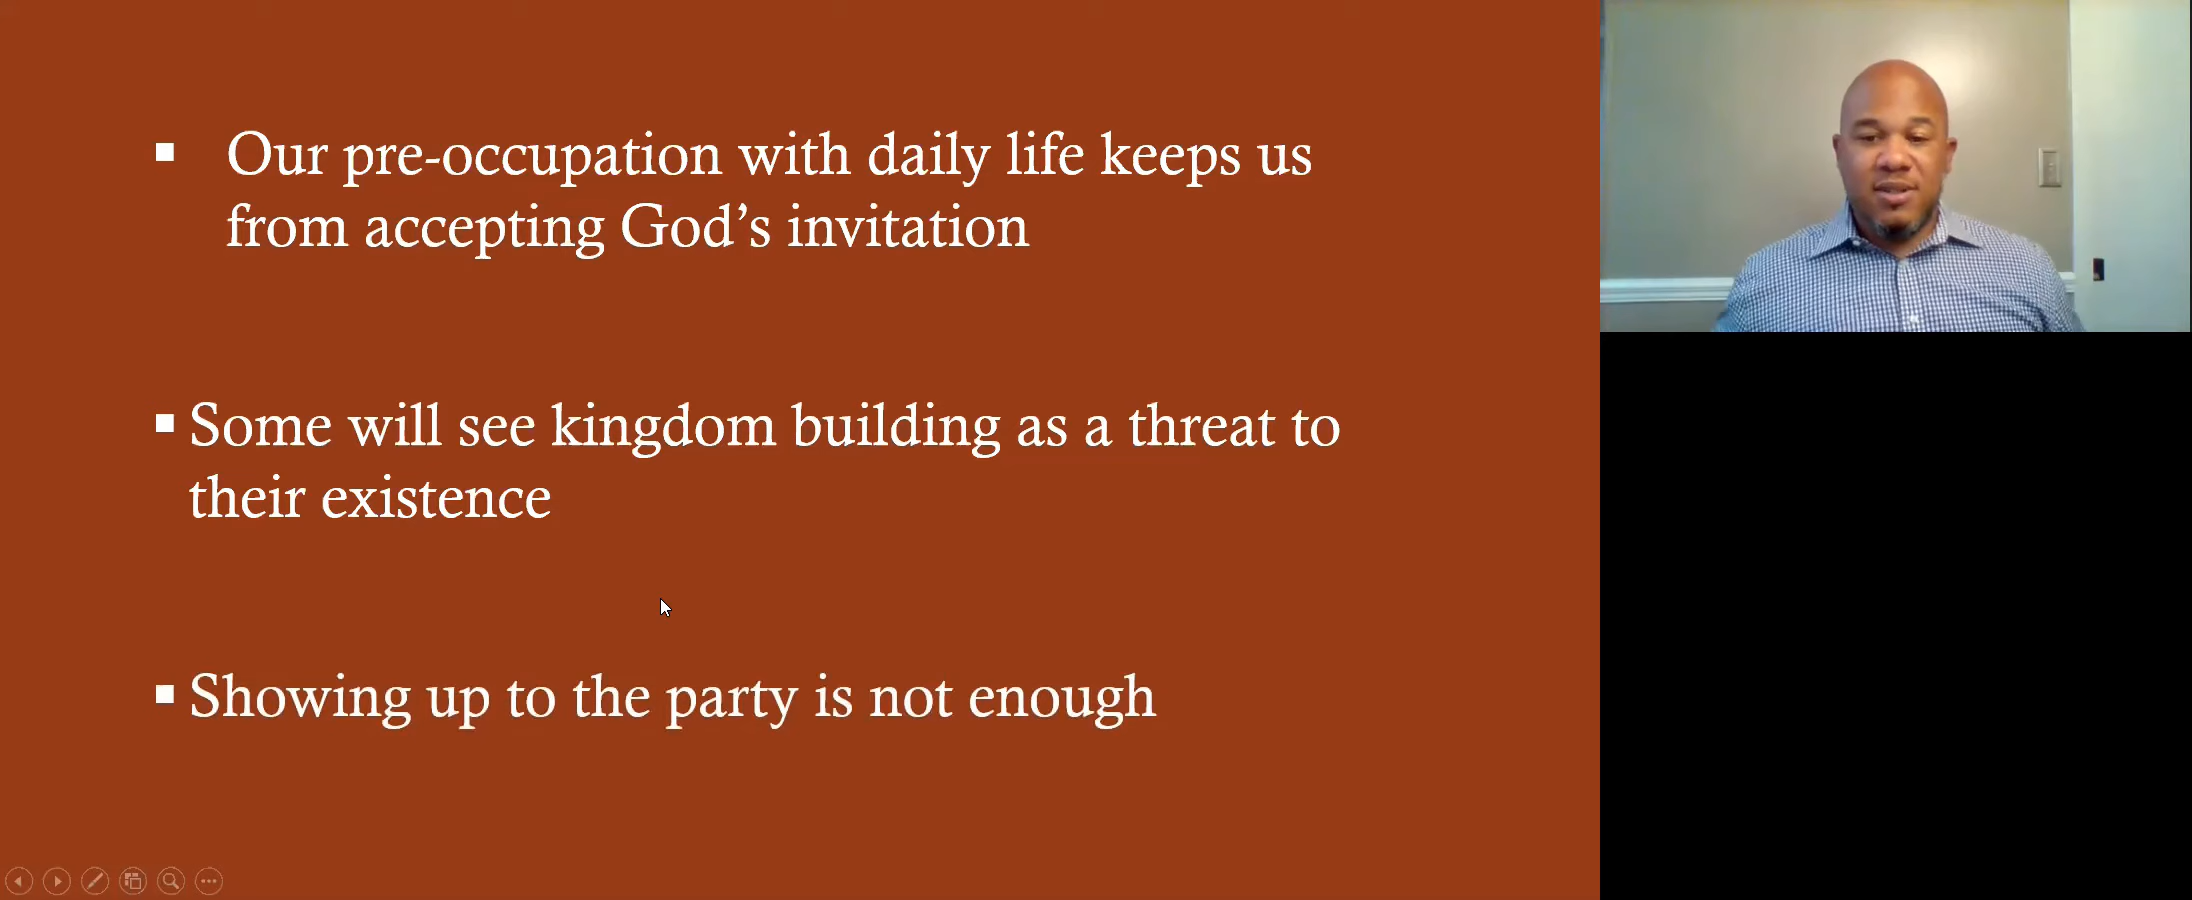 ▪ Our pre-occupation with daily life keeps us
from accepting God’s invitation
▪ Some will see kingdom building as a threat to
their existence
▪ Showing up to the party is not enough